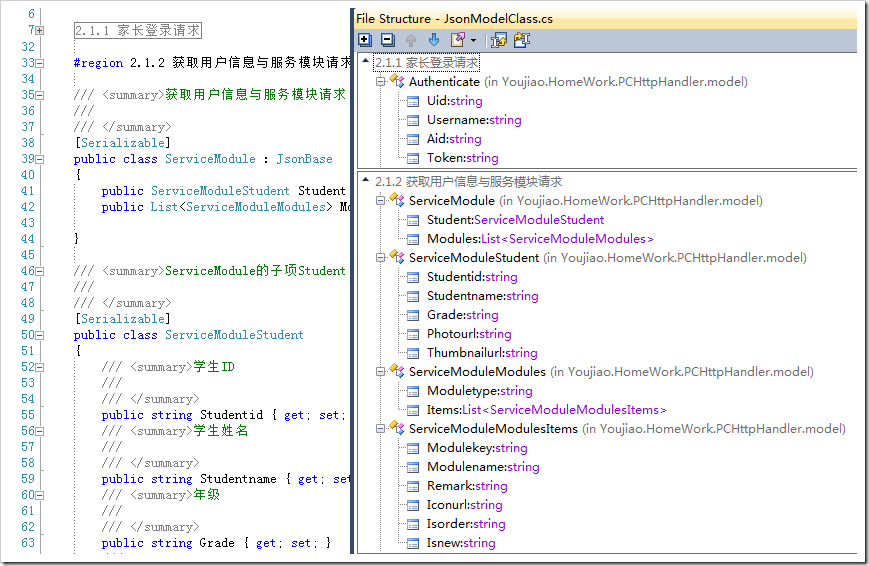 6
7 2.1.1 家长登录请求
32
33 #region 2.1.2 获取用户信息与服务模块请求
34
35 /// <summary>获取用户信息与服务模块请求
36 ///
37 /// </summary>
38 [Serializable]
39 public class ServiceModule : JsonBase
40 {
41 public ServiceModuleStudent Student
42 public List<ServiceModuleModules> Mo
43
44 }
45
46 /// <summary>ServiceModule的子项Student
47 ///
48 /// </summary>
49 [Serializable]
50 public class ServiceModuleStudent
51 {
52 /// <summary>学生ID
53 ///
54 /// </summary>
55 public string Studentid { get; set;
56 /// <summary>学生姓名
57 ///
58 /// </summary>
59 public string Studentname { get; set
60 /// <summary>年级
61 ///
62 /// </summary>
63 public string Grade { get; set; }
File Structure - JsonModelClass.cs
2.1.1 家长登录请求
Authenticate (in Youjiao.HomeWork.PCHttpHandler.model)
Uid:string
Username:string
Aid:string
Token:string
2.1.2 获取用户信息与服务模块请求
ServiceModule (in Youjiao.HomeWork.PCHttpHandler.model)
Student:ServiceModuleStudent
Modules:List<ServiceModuleModules>
ServiceModuleStudent (in Youjiao.HomeWork.PCHttpHandler.model)
Studentid:string
Studentname:string
Grade:string
Photourl:string
Thumbnailurl:string
ServiceModuleModules (in Youjiao.HomeWork.PCHttpHandler.model)
Moduletype:string
Items:List<ServiceModuleModulesItems>
ServiceModuleModulesItems (in Youjiao.HomeWork.PCHttpHandler.model)
Modulekey:string
Modulename:string
Remark:string
Iconurl:string
Isorder:string
Isnew:string